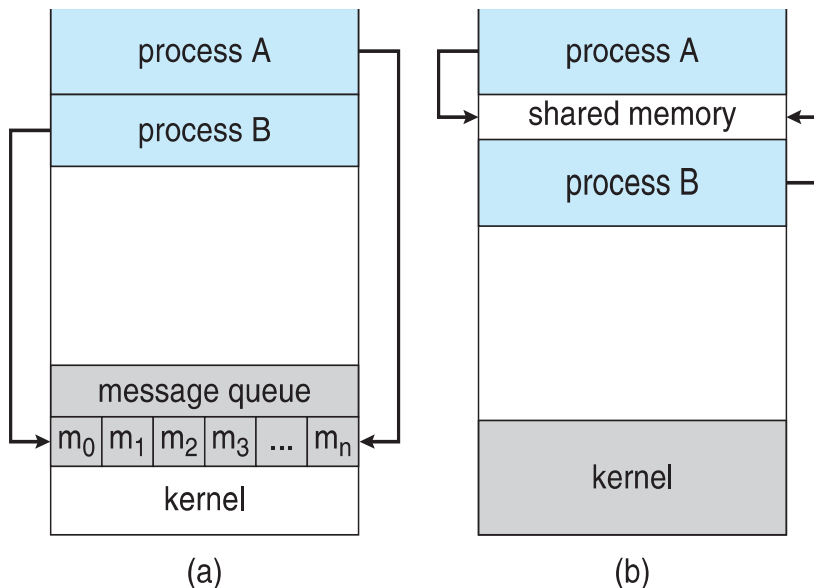 process A
process B
message queue
m0 m1 m2 m3 ... mn
kernel
(a)
process A
shared memory
process B
kernel
(b)